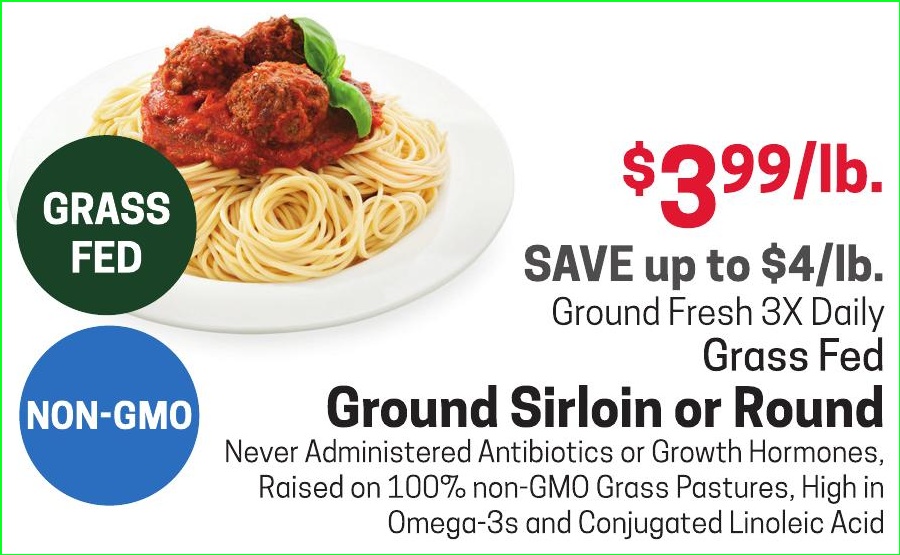 GRASS
FED
NON-GMO
$3.99/lb.
SAVE up to $4/lb.
Ground Fresh 3X Daily
Grass Fed
Ground Sirloin or Round
Never Administered Antibiotics or Growth Hormones,
Raised on 100% non-GMO Grass Pastures, High in
Omega-3s and Conjugated Linoleic Acid